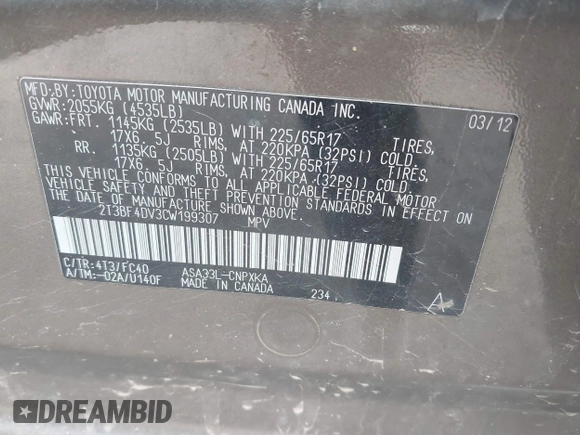 MFD.BY:TOYOTA MOTOR MANUFACTURING CANADA INC.
GVWR:2055KG (4535LB) 03/12
GAWR:FRT. 1145KG (2535LB) WITH 225/65R17 TIRES,
17X6.5J RIMS, AT 220KPA (32PSI) COLD
RR. 1135KG (2505LB) WITH 225/65R17 TIRES,
17X6.5J RIMS, AT 220KPA (32PSI) COLD
THIS VEHICLE CONFORMS TO ALL APPLICABLE FEDERAL MOTOR
VEHICLE SAFETY AND THEFT PREVENTION STANDARDS IN EFFECT ON
THE DATE OF MANUFACTURE SHOWN ABOVE.
2T3BF4DV3CW199307 MPV
C/TR:4T3/FC40 ASA33L-CNPXKA
A/TM:-02A/U140F MADE IN CANADA 234 A
DREAMBID